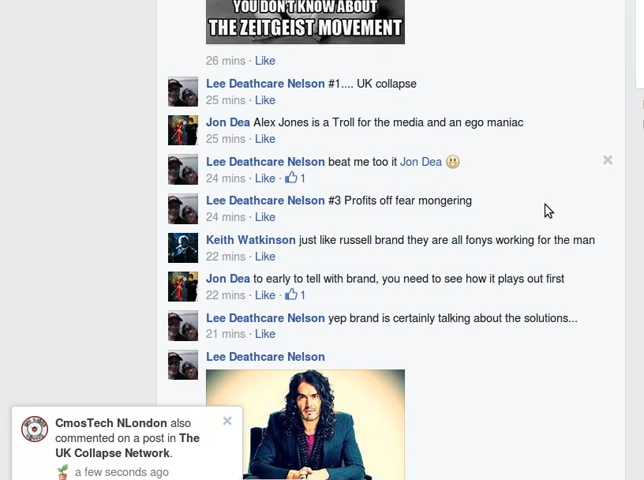 YOU DON'T KNOW ABOUT
THE ZEITGEIST MOVEMENT
26 mins · Like
Lee Deathcare Nelson #1.... UK collapse
25 mins · Like
Jon Dea Alex Jones is a Troll for the media and an ego maniac
25 mins · Like
Lee Deathcare Nelson beat me too it Jon Dea
24 mins · Like · 1
Lee Deathcare Nelson #3 Profits off fear mongering
24 mins · Like
Keith Watkinson just like russell brand they are all fonys working for the man
22 mins · Like
Jon Dea to early to tell with brand, you need to see how it plays out first
22 mins · Like · 1
Lee Deathcare Nelson yep brand is certainly talking about the solutions...
21 mins · Like
Lee Deathcare Nelson
CmosTech NLondon also
commented on a post in The
UK Collapse Network.
a few seconds ago